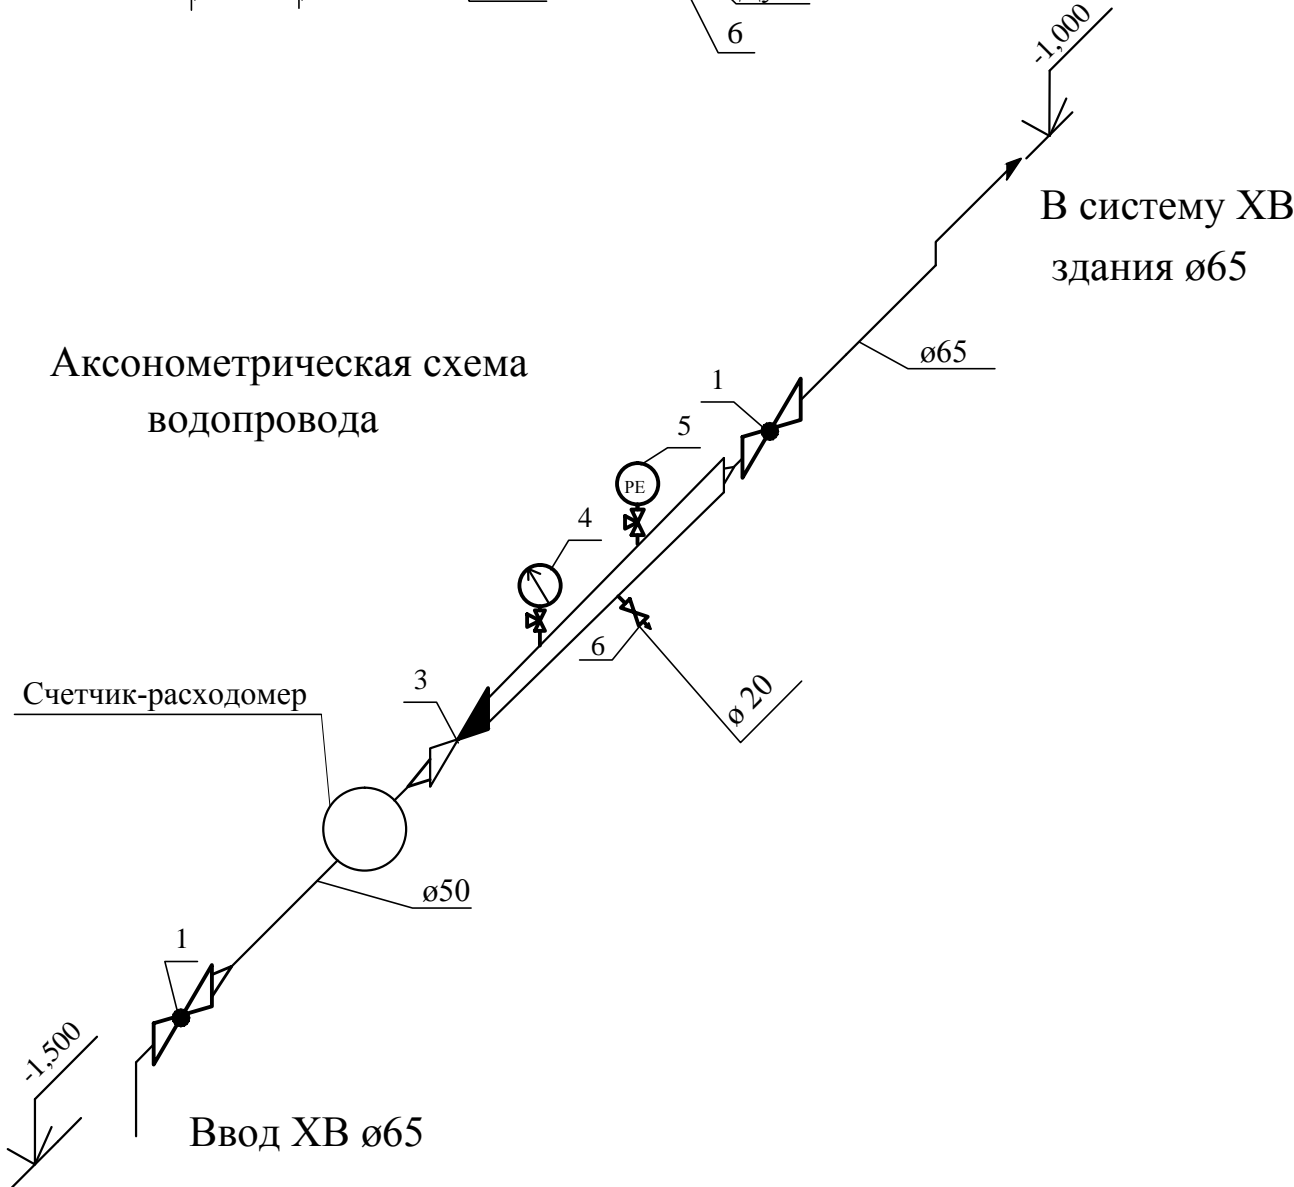 6
-1,000
В систему ХВ
здания ø65
Аксонометрическая схема
водопровода
ø65
1
5
PE
4
6
ø 20
3
Счетчик-расходомер
ø50
1
-1,500
Ввод ХВ ø65